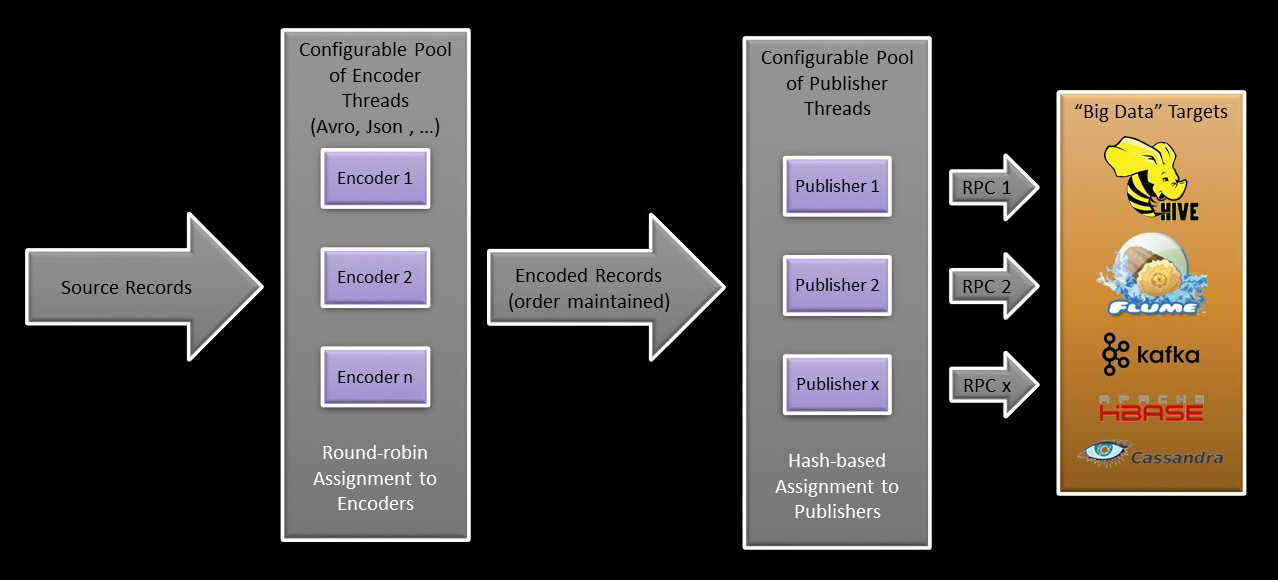 Source Records
Configurable Pool
of Encoder
Threads
(Avro, Json , ...)
Encoder 1
Encoder 2
Encoder n
Round-robin
Assignment to
Encoders
Encoded Records
(order maintained)
Configurable Pool
of Publisher
Threads
Publisher 1
Publisher 2
Publisher x
Hash-based
Assignment to
Publishers
RPC 1
RPC 2
RPC x
“Big Data” Targets
HIVE
FLUME
kafka
APACHE
HBASE
Cassandra